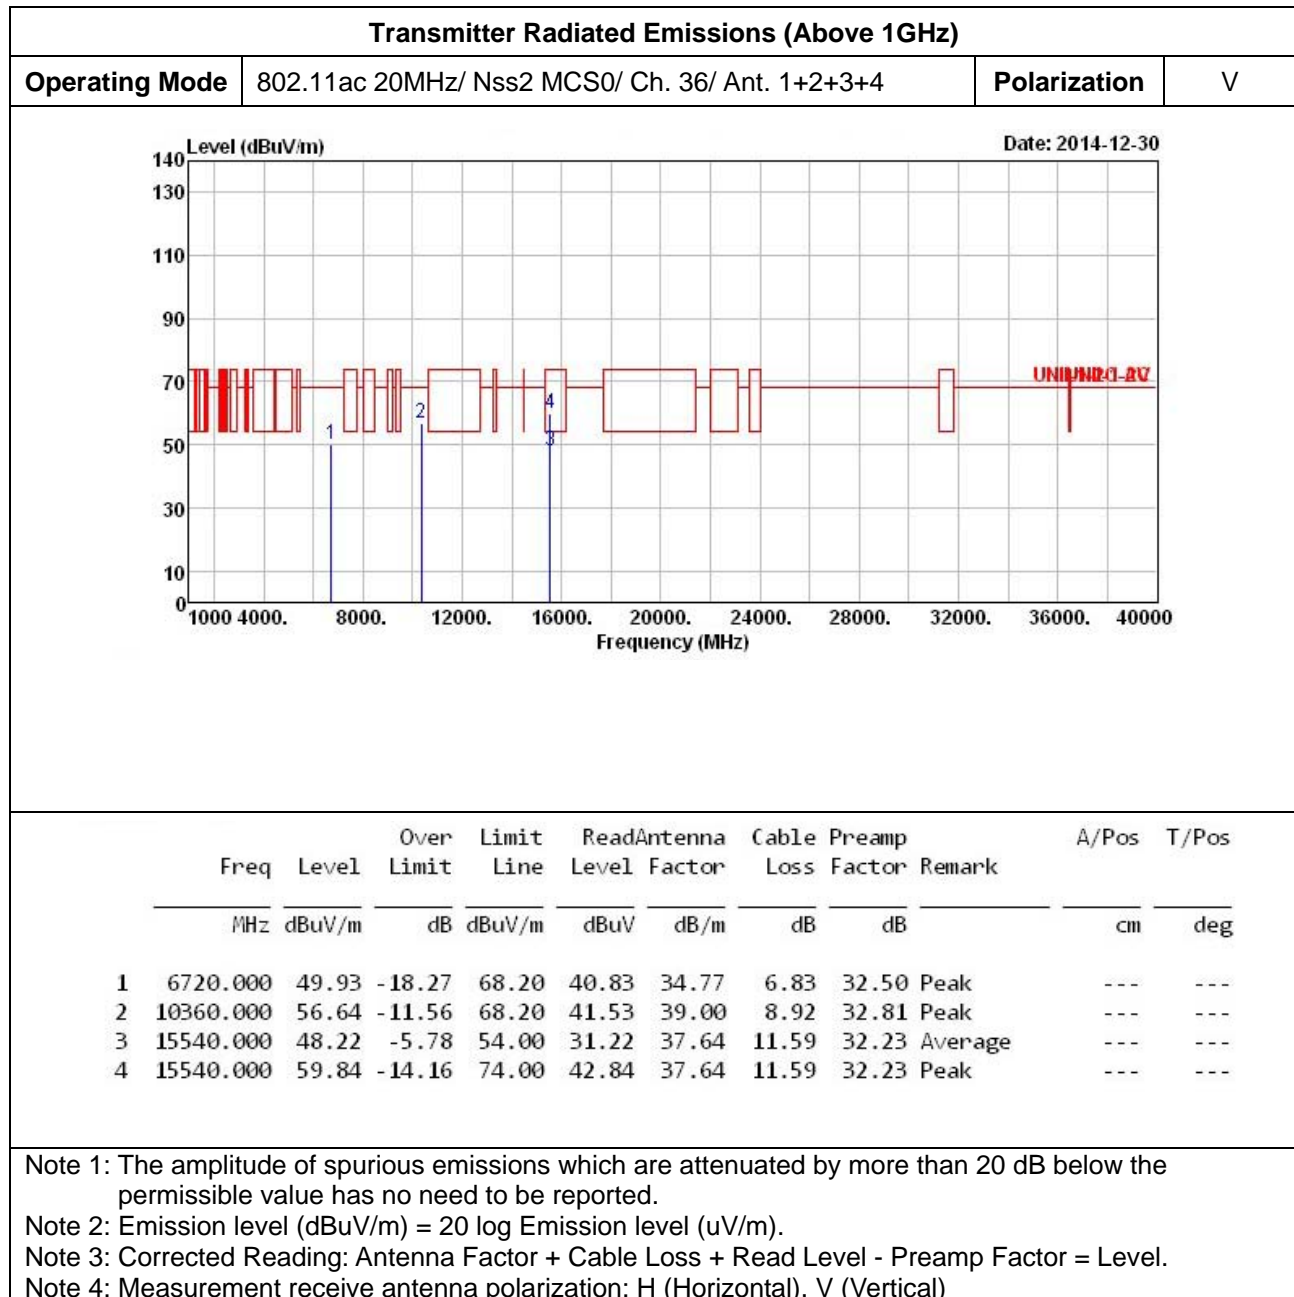 Transmitter Radiated Emissions (Above 1GHz)
Operating Mode 802.11ac 20MHz/ Nss2 MCS0/ Ch. 36/ Ant. 1+2+3+4 Polarization V
Level (dBuV/m) Date: 2014-12-30
140
130
110
90
70
50
30
10
0
1
2
4
3
1000 4000. 8000. 12000. 16000. 20000. 24000. 28000. 32000. 36000. 40000
Frequency (MHz)
Over Limit ReadAntenna Cable Preamp A/Pos T/Pos
Freq Level Limit Line Level Factor Loss Factor Remark
MHz dBuV/m dB dBuV/m dBuV dB/m dB dB cm deg
1 6720.000 49.93 -18.27 68.20 40.83 34.77 6.83 32.50 Peak --- ---
2 10360.000 56.64 -11.56 68.20 41.53 39.00 8.92 32.81 Peak --- ---
3 15540.000 48.22 -5.78 54.00 31.22 37.64 11.59 32.23 Average --- ---
4 15540.000 59.84 -14.16 74.00 42.84 37.64 11.59 32.23 Peak --- ---
Note 1: The amplitude of spurious emissions which are attenuated by more than 20 dB below the
permissible value has no need to be reported.
Note 2: Emission level (dBuV/m) = 20 log Emission level (uV/m).
Note 3: Corrected Reading: Antenna Factor + Cable Loss + Read Level - Preamp Factor = Level.
Note 4: Measurement receive antenna polarization: H (Horizontal), V (Vertical)